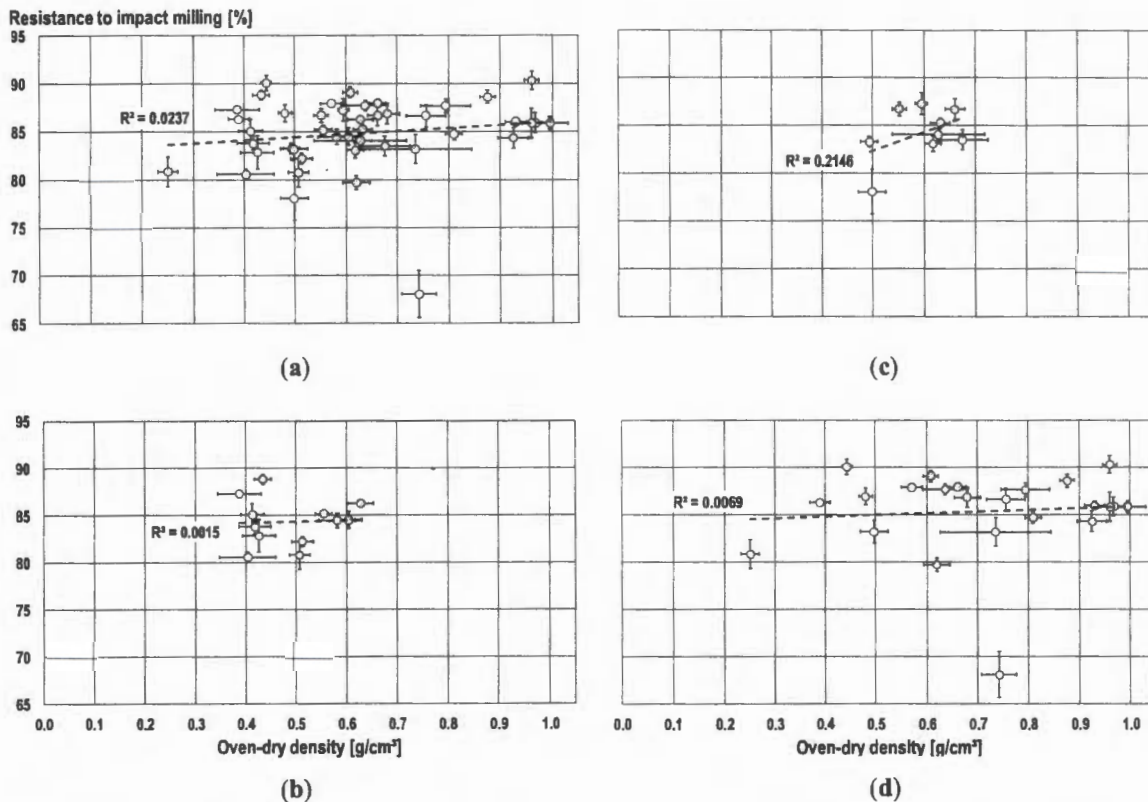 Resistance to impact milling [%]
95
90
85
80
75
70
65
R² = 0.0237
(a)
R² = 0.2146
(c)
95
90
85
80
75
70
65
R² = 0.0015
0.0 0.1 0.2 0.3 0.4 0.5 0.6 0.7 0.8 0.9 1.0
Oven-dry density [g/cm³]
(b)
R² = 0.0069
0.0 0.1 0.2 0.3 0.4 0.5 0.6 0.7 0.8 0.9 1.0
Oven-dry density [g/cm³]
(d)